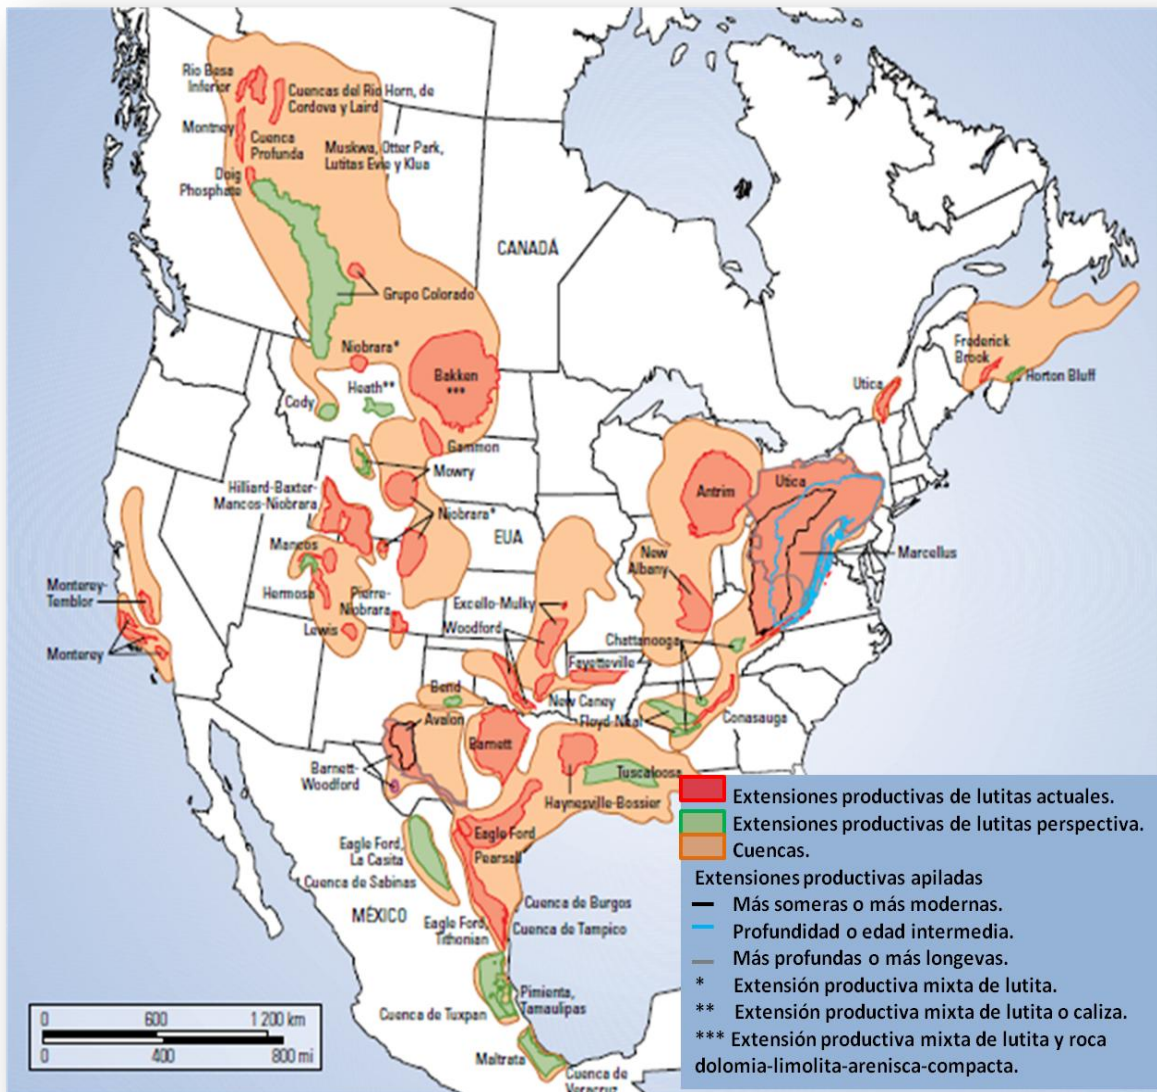 Río Besa
Inferior
Cuencas del Río Horn, de
Cordova y Laird
Montney
Cuenca
Profunda
Muskwa, Otter Park,
Lutitas Evie y Klua
Doig
Phosphate
CANADÁ
Grupo Colorado
Niobrara*
Bakken
***
Heath**
Cody
Gammon
Mowry
Hilliard-Baxter-
Mancos-Niobrara
Niobrara*
EUA
Mancos
Hermosa
Pierre-
Niobrara
Lewis
Monterey-
Temblor
Monterey
Excello-Mulky
Woodford
Fayetteville
New Caney
Bend
Avalon
Barnett
Barnett-
Woodford
Haynesville-Bossier
Tuscaloosa
Floyd-Neal
Conasauga
Chattanooga
New
Albany
Antrim
Utica
Marcellus
Utica
Frederick
Brook
Horton Bluff
Eagle Ford
Pearsall
Eagle Ford,
La Casita
Cuenca de Sabinas
MÉXICO
Eagle Ford,
Tithonian
Cuenca de Burgos
Cuenca de Tampico
Pimienta,
Tamaulipas
Cuenca de Tuxpan
Maltrata
Cuenca de
Veracruz
0 600 1 200 km
0 400 800 mi
Extensiones productivas de lutitas actuales.
Extensiones productivas de lutitas perspectiva.
Cuencas.
Extensiones productivas apiladas
Más someras o más modernas.
Profundidad o edad intermedia.
Más profundas o más longevas.
* Extensión productiva mixta de lutita.
** Extensión productiva mixta de lutita o caliza.
*** Extensión productiva mixta de lutita y roca
dolomia-limolita-arenisca-compacta.